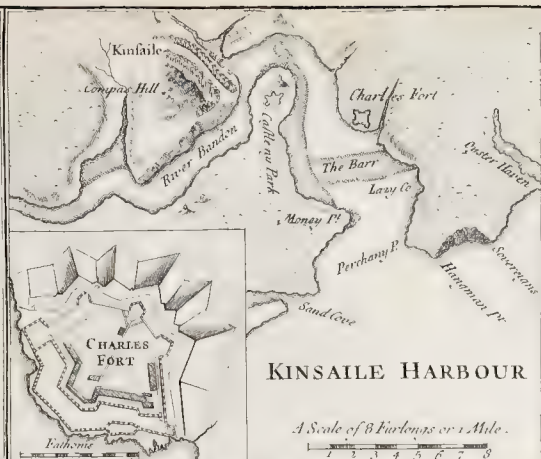 Kinsaile
Compas Hill
River Bandon
Castle ny Park
Charles Fort
The Barr
Lavy Co
Money Pt
Perchany P.
Oyster Haven
Sovereigns
Hangman Pt
Sand Cove
CHARLES
FORT
Fathoms
KINSAILE HARBOUR
A Scale of 8 Furlongs or 1 Mile.
1 2 3 4 5 6 7 8